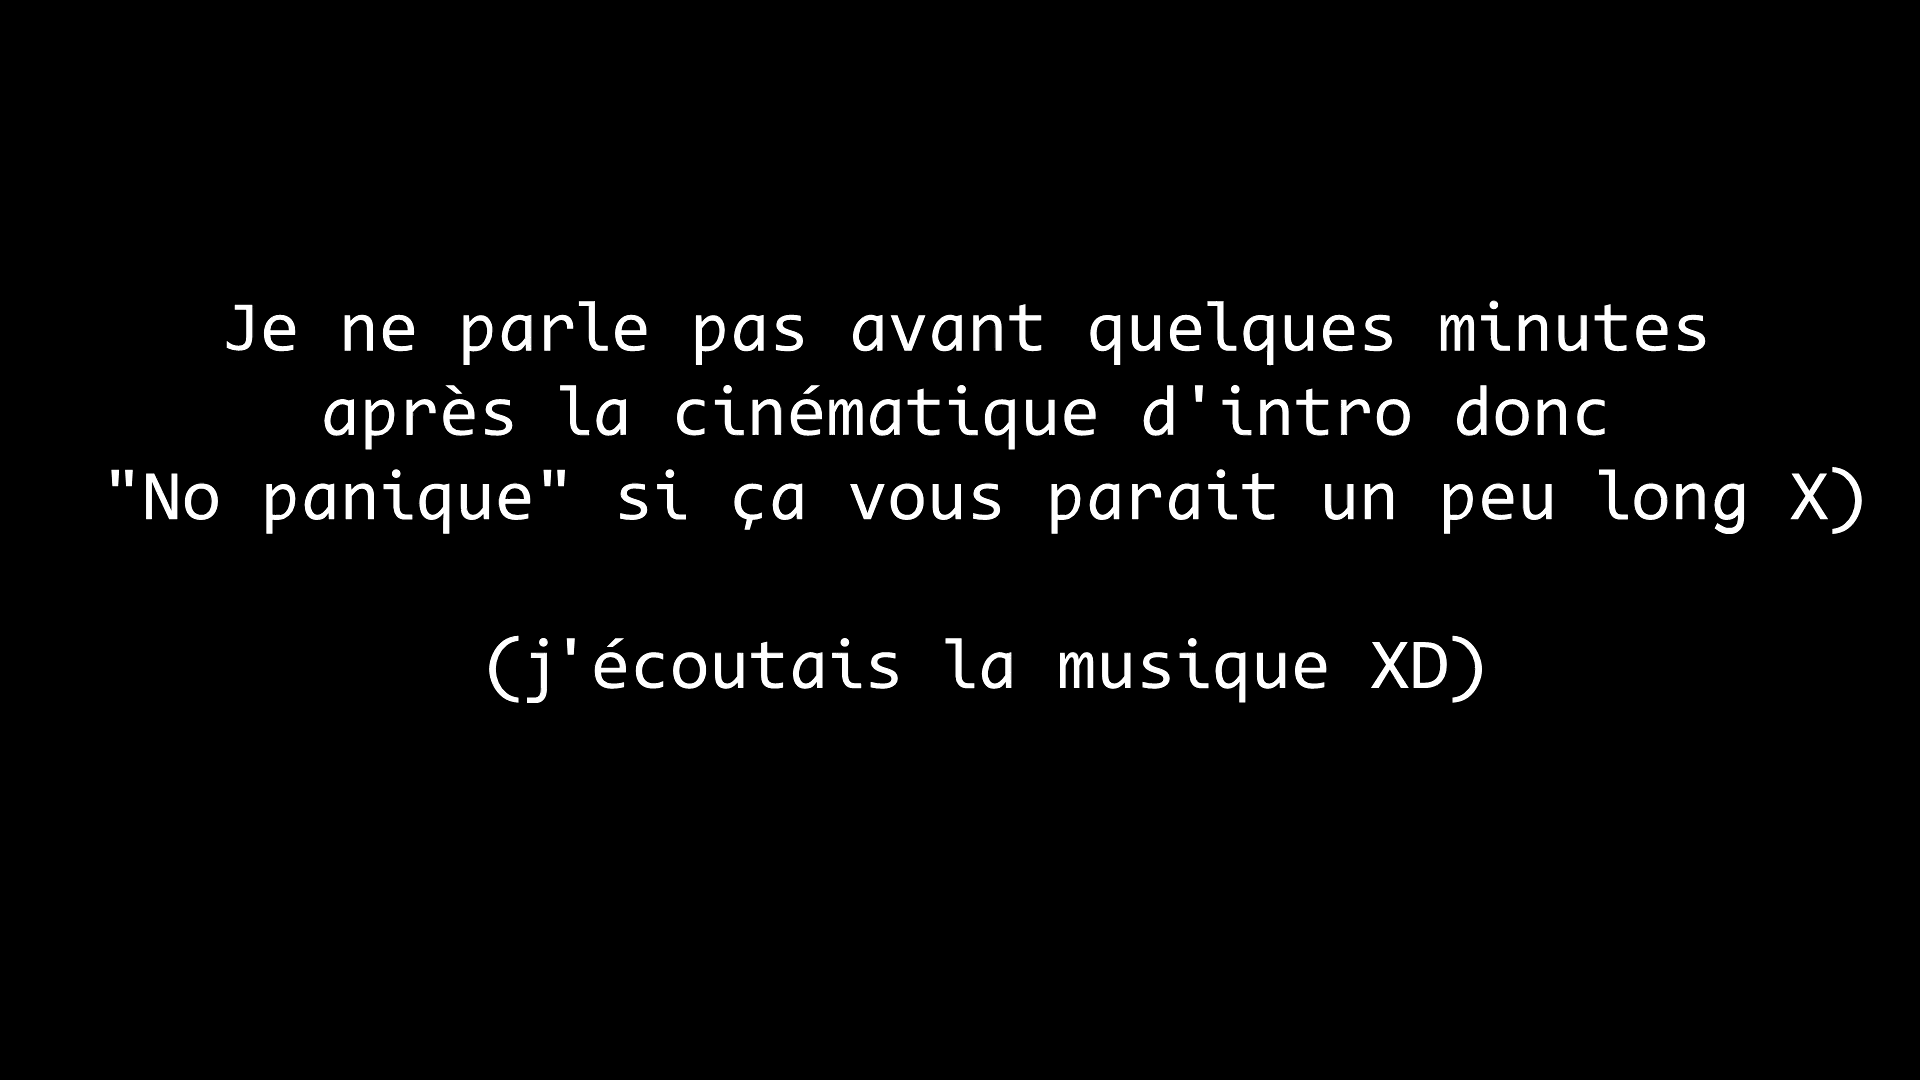 Je ne parle pas avant quelques minutes
après la cinématique d'intro donc
"No panique" si ça vous parait un peu long X)
(j'écoutais la musique XD)